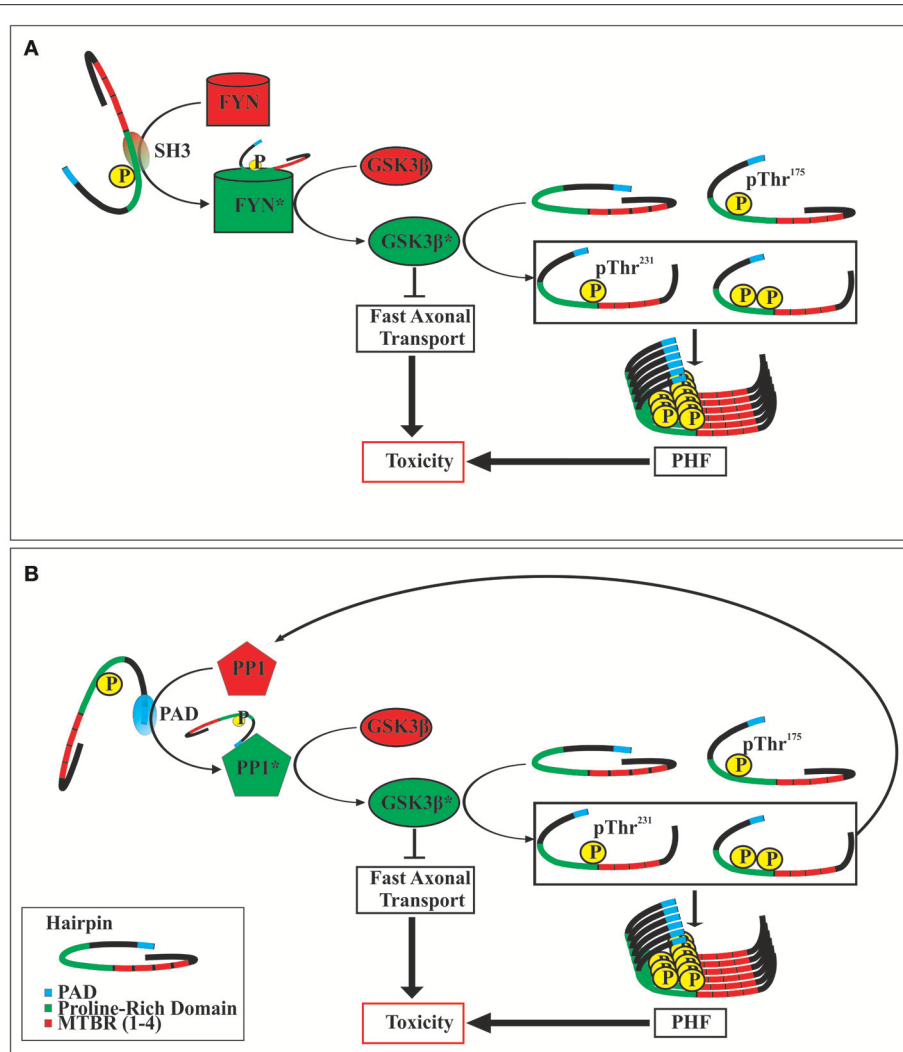 A
FYN
SH3
P
P
FYN*
GSK3β
GSK3β*
pThr175
P
pThr231
P
P P
Fast Axonal
Transport
P
P
P
P
P
P
P
Toxicity
PHF
B
PP1
P
PAD
P
PP1*
GSK3β
GSK3β*
pThr175
P
pThr231
P
P P
Fast Axonal
Transport
P
P
P
P
P
P
P
Hairpin
PAD
Proline-Rich Domain
MTBR (1-4)
Toxicity
PHF